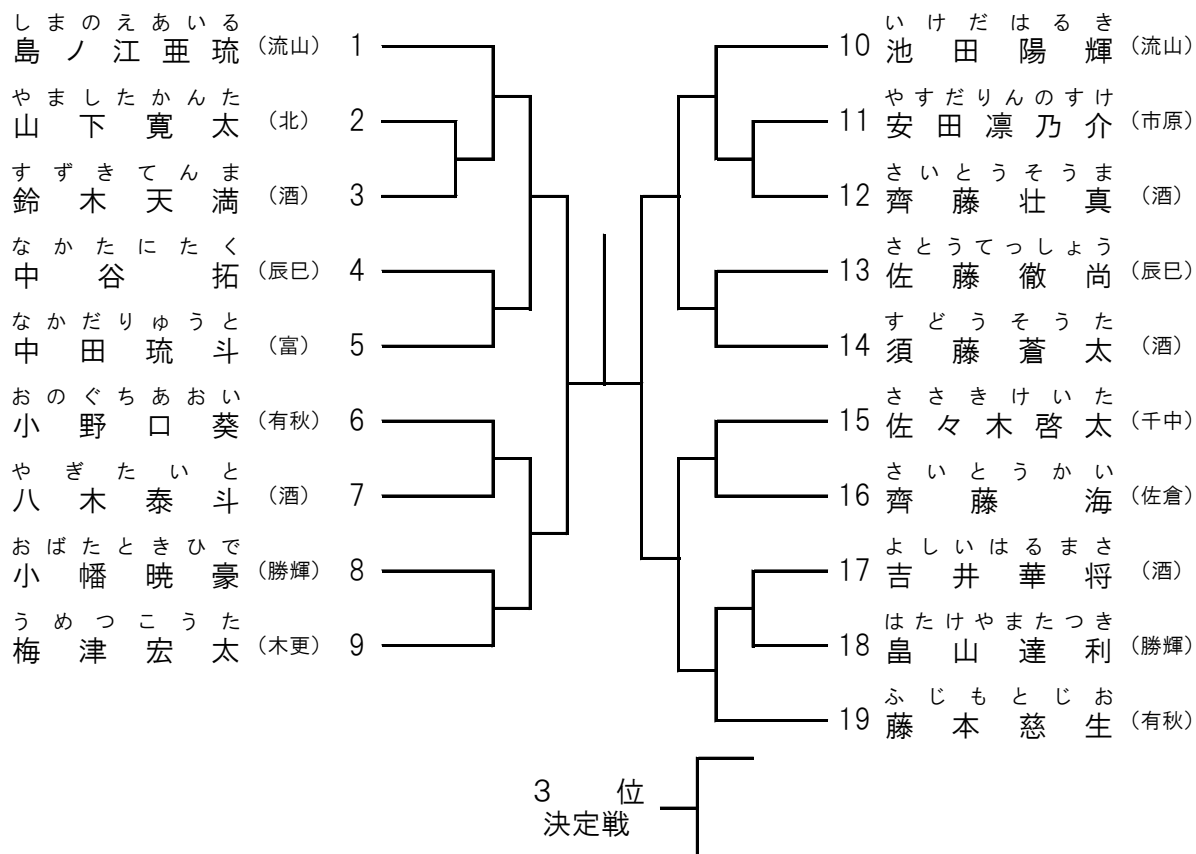 しまのえあいる
島ノ江亜琉 (流山) 1
やましたかんた
山下寛太 (北) 2
すずきてんま
鈴木天満 (酒) 3
なかたにたく
中谷拓 (辰巳) 4
なかだりゅうと
中田琉斗 (富) 5
おのぐちあおい
小野口葵 (有秋) 6
やぎたいと
八木泰斗 (酒) 7
おばたときひで
小幡暁豪 (勝輝) 8
うめつこうた
梅津宏太 (木更) 9
いけだはるき
10 池田陽輝 (流山)
やすだりんのすけ
11 安田凛乃介 (市原)
さいとうそうま
12 齊藤壮真 (酒)
さとうてっしょう
13 佐藤徹尚 (辰巳)
すどうそうた
14 須藤蒼太 (酒)
ささきけいた
15 佐々木啓太 (千中)
さいとうかい
16 齊藤海 (佐倉)
よしいはるまさ
17 吉井華将 (酒)
はたけやまたつき
18 畠山達利 (勝輝)
ふじもとじお
19 藤本慈生 (有秋)
3位
決定戦